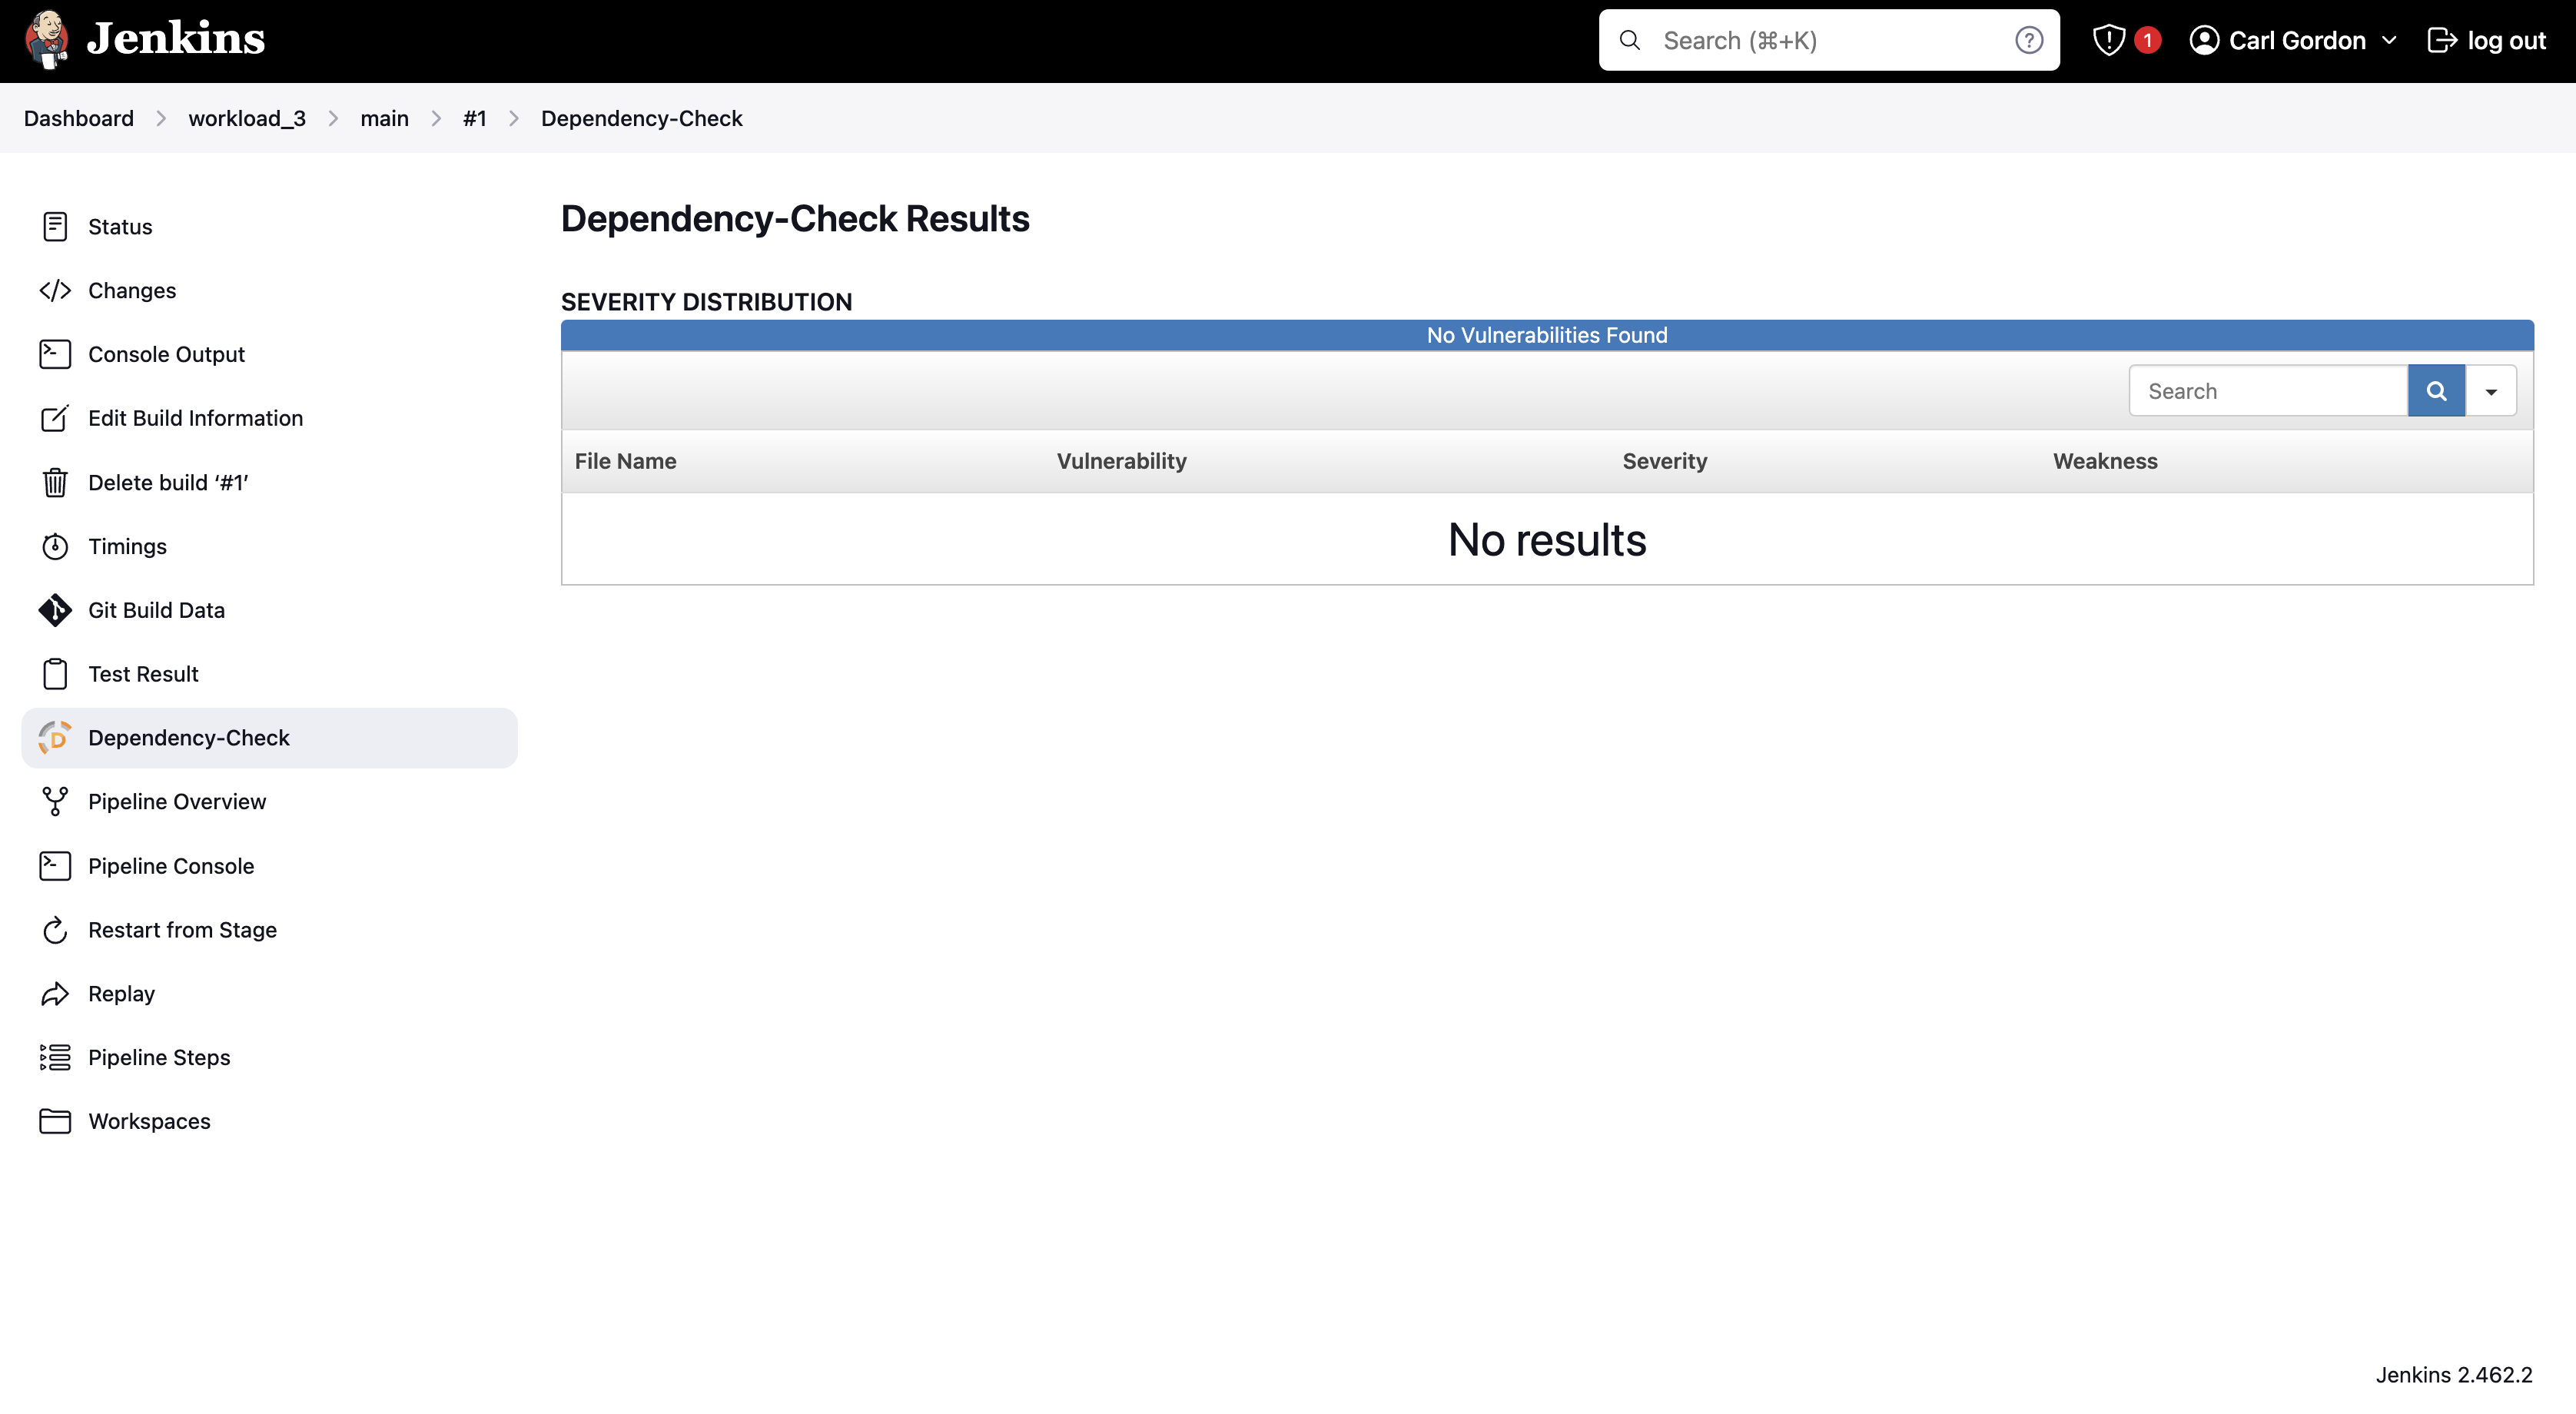 Jenkins
Search (⌘+K)
1
Carl Gordon
log out
Dashboard
workload_3
main
#1
Dependency-Check
Status
Changes
Console Output
Edit Build Information
Delete build ‘#1’
Timings
Git Build Data
Test Result
Dependency-Check
Pipeline Overview
Pipeline Console
Restart from Stage
Replay
Pipeline Steps
Workspaces
Dependency-Check Results
SEVERITY DISTRIBUTION
No Vulnerabilities Found
Search
File Name Vulnerability Severity Weakness
No results
Jenkins 2.462.2